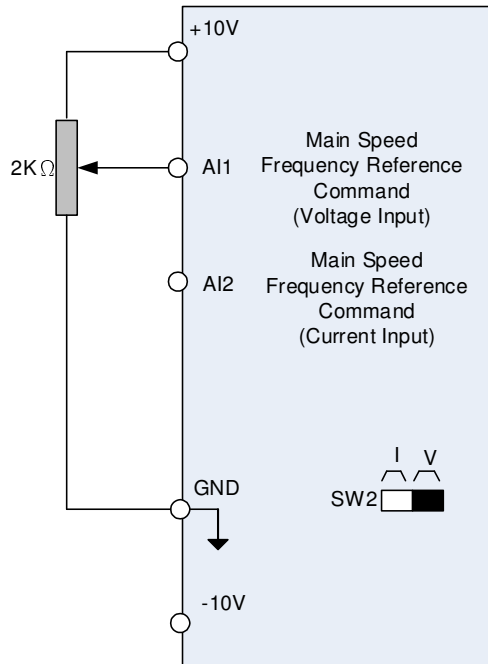 +10V
2KΩ
AI1
Main Speed
Frequency Reference
Command
(Voltage Input)
AI2
Main Speed
Frequency Reference
Command
(Current Input)
I V
SW2
GND
-10V